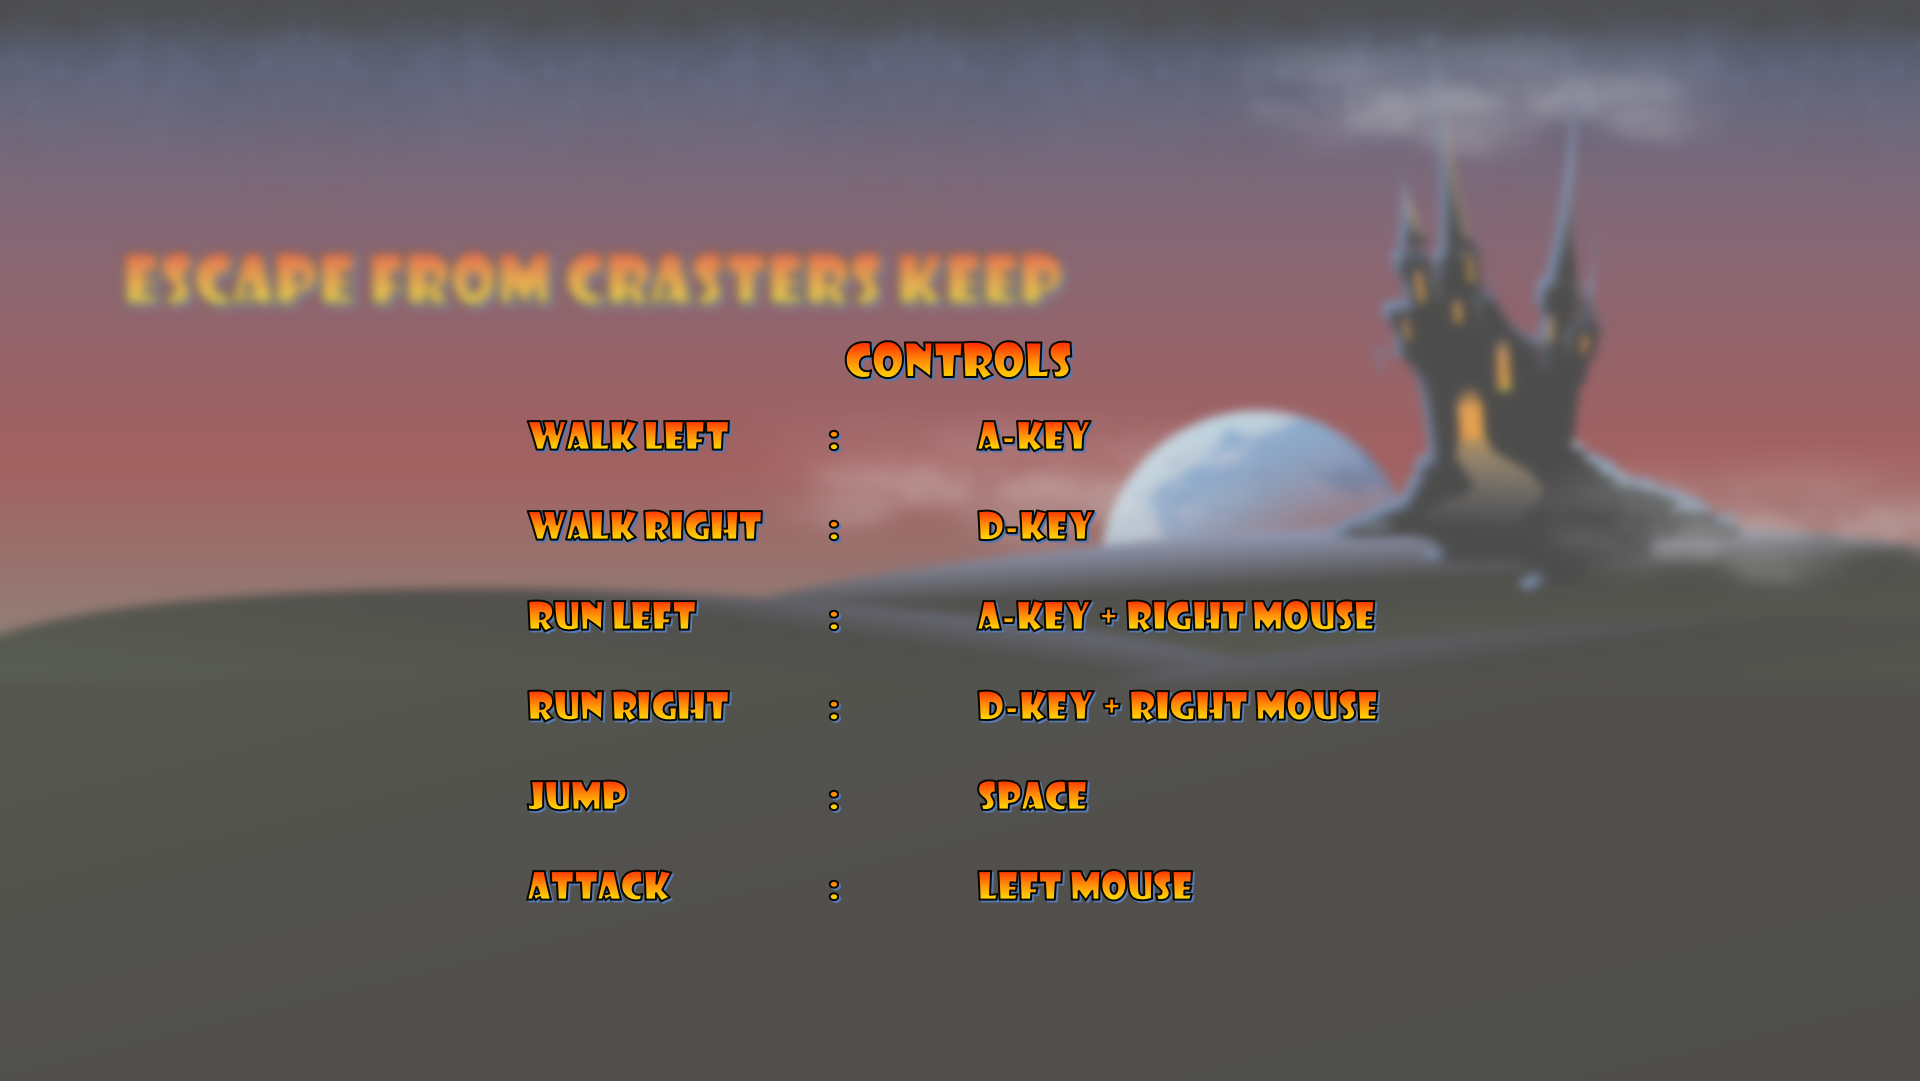 ESCAPE FROM CRASTERS KEEP
CONTROLS
WALK LEFT : A-KEY
WALK RIGHT : D-KEY
RUN LEFT : A-KEY + RIGHT MOUSE
RUN RIGHT : D-KEY + RIGHT MOUSE
JUMP : SPACE
ATTACK : LEFT MOUSE